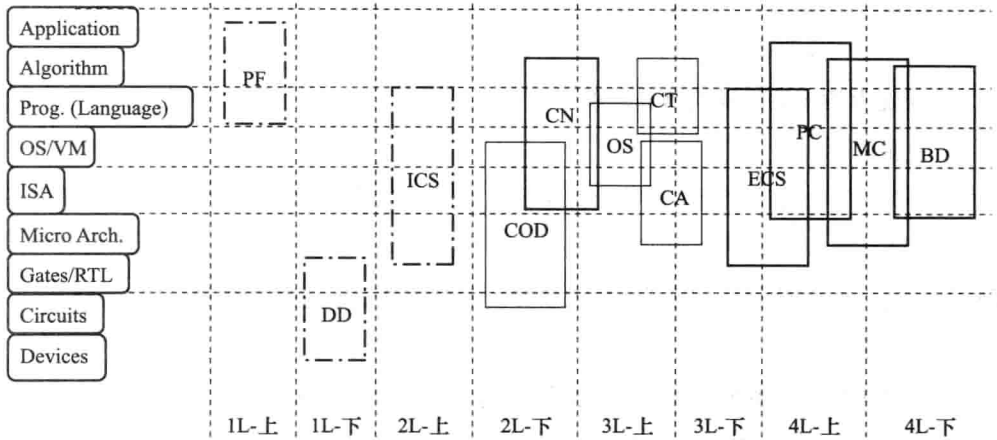 Application
Algorithm
Prog. (Language)
OS/VM
ISA
Micro Arch.
Gates/RTL
Circuits
Devices
PF
DD
ICS
CN
COD
OS
CT
CA
ECS
PC
MC
BD
1L-上 1L-下 2L-上 2L-下 3L-上 3L-下 4L-上 4L-下